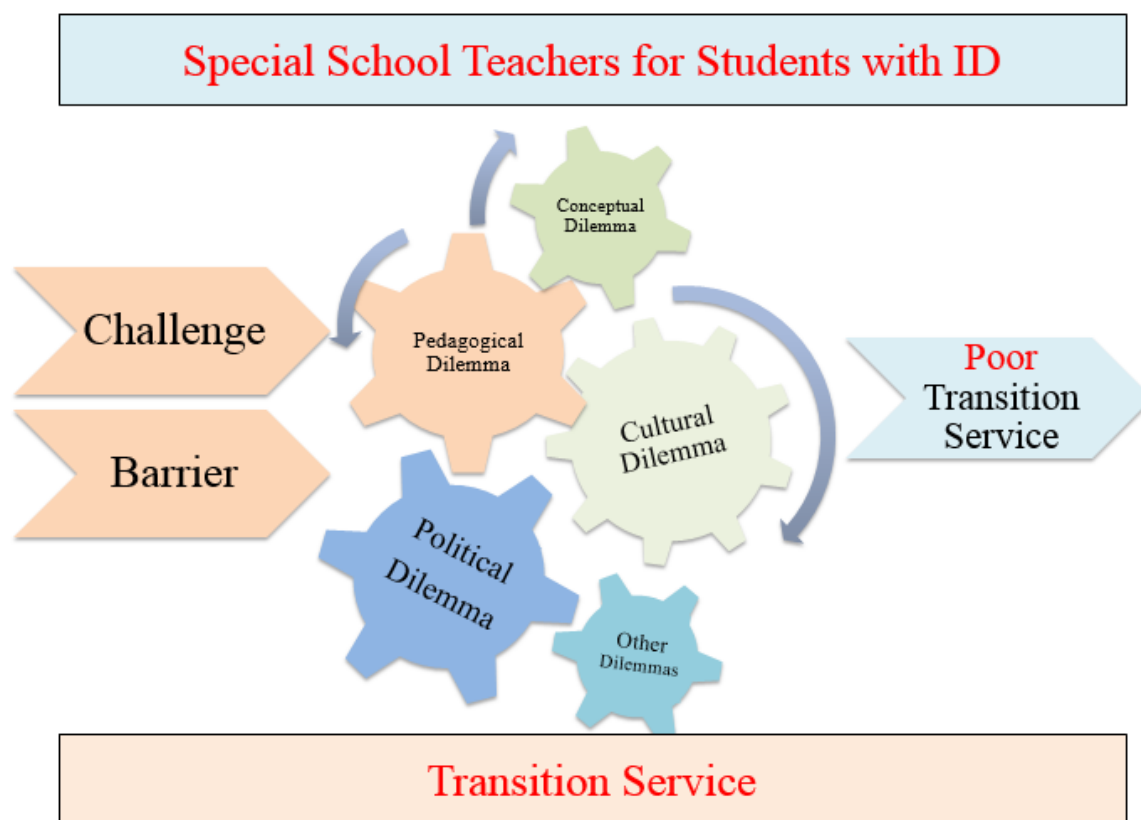 Special School Teachers for Students with ID
Conceptual
Dilemma
Challenge
Pedagogical
Dilemma
Barrier
Cultural
Dilemma
Poor
Transition
Service
Political
Dilemma
Other
Dilemmas
Transition Service